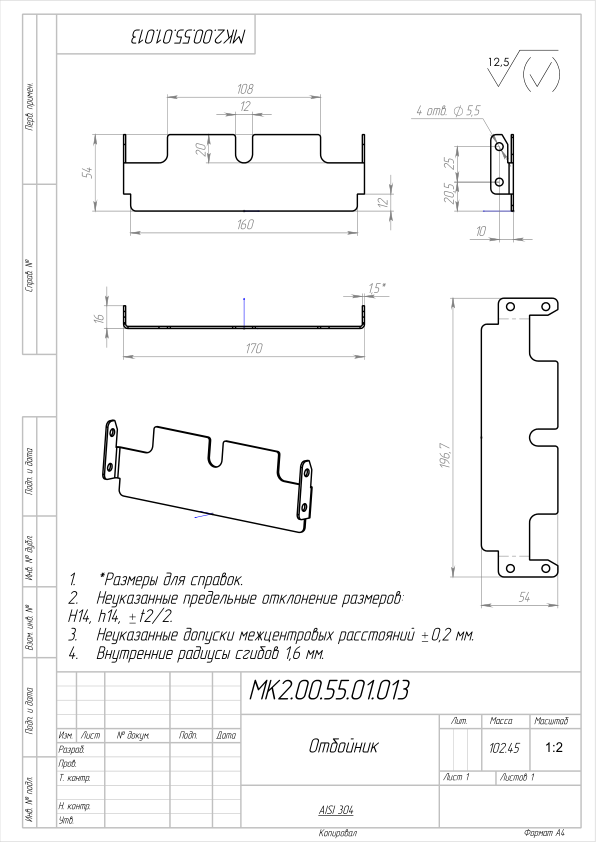 МК2.00.55.01.013
Перв. примен.
Справ. №
Подп. и дата
Инв. № дубл.
Взам. инв. №
Подп. и дата
Инв. № подл.
12,5
108
12
20
54
12
160
4 отв. ∅5,5
25
20,5
10
1,5*
16
170
196,7
54
1. *Размеры для справок.
2. Неуказанные предельные отклонение размеров:
H14, h14, ±t2/2.
3. Неуказанные допуски межцентровых расстояний ±0,2 мм.
4. Внутренние радиусы сгибов 1,6 мм.
МК2.00.55.01.013
Изм. Лист № докум. Подп. Дата
Разраб.
Пров.
Т. контр.
Н. контр.
Утв.
Отбойник
Лит. Масса Масштаб
102.45 1:2
Лист 1 Листов 1
AISI 304
Копировал Формат А4